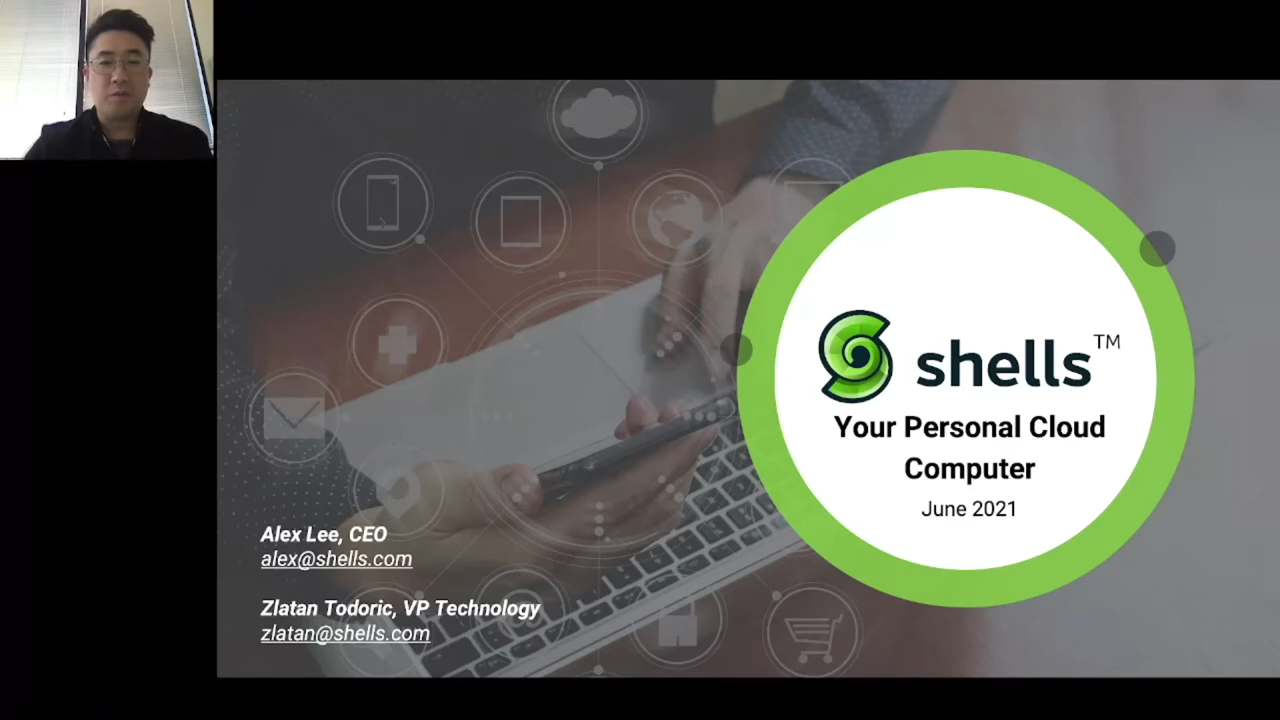 shells™
Your Personal Cloud
Computer
June 2021
Alex Lee, CEO
alex@shells.com
Zlatan Todoric, VP Technology
zlatan@shells.com